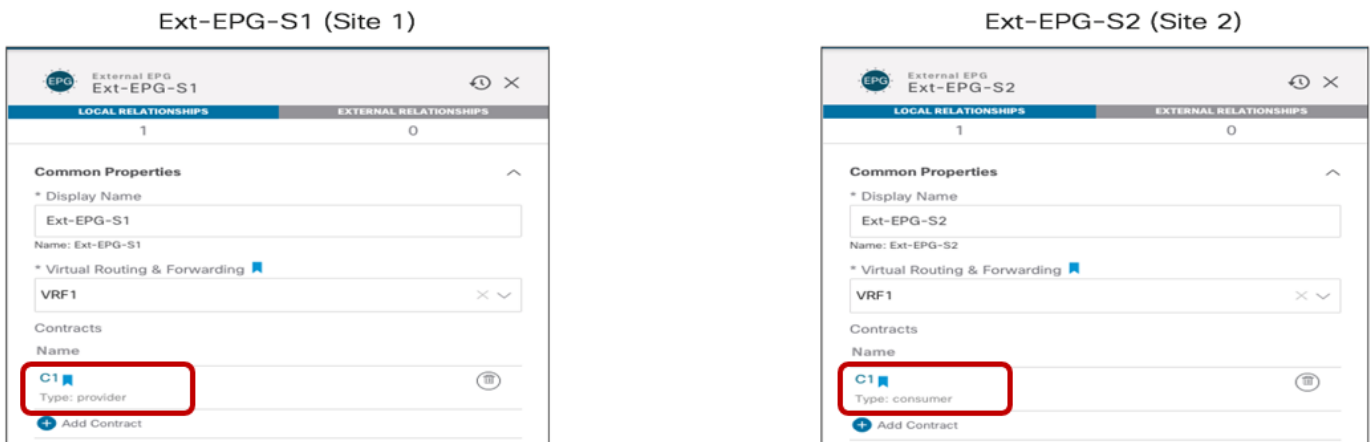 Ext-EPG-S1 (Site 1)
EPG
External EPG
Ext-EPG-S1
LOCAL RELATIONSHIPS
EXTERNAL RELATIONSHIPS
1
0
Common Properties
* Display Name
Ext-EPG-S1
Name: Ext-EPG-S1
* Virtual Routing & Forwarding
VRF1
Contracts
Name
C1
Type: provider
Add Contract
Ext-EPG-S2 (Site 2)
EPG
External EPG
Ext-EPG-S2
LOCAL RELATIONSHIPS
EXTERNAL RELATIONSHIPS
1
0
Common Properties
* Display Name
Ext-EPG-S2
Name: Ext-EPG-S2
* Virtual Routing & Forwarding
VRF1
Contracts
Name
C1
Type: consumer
Add Contract